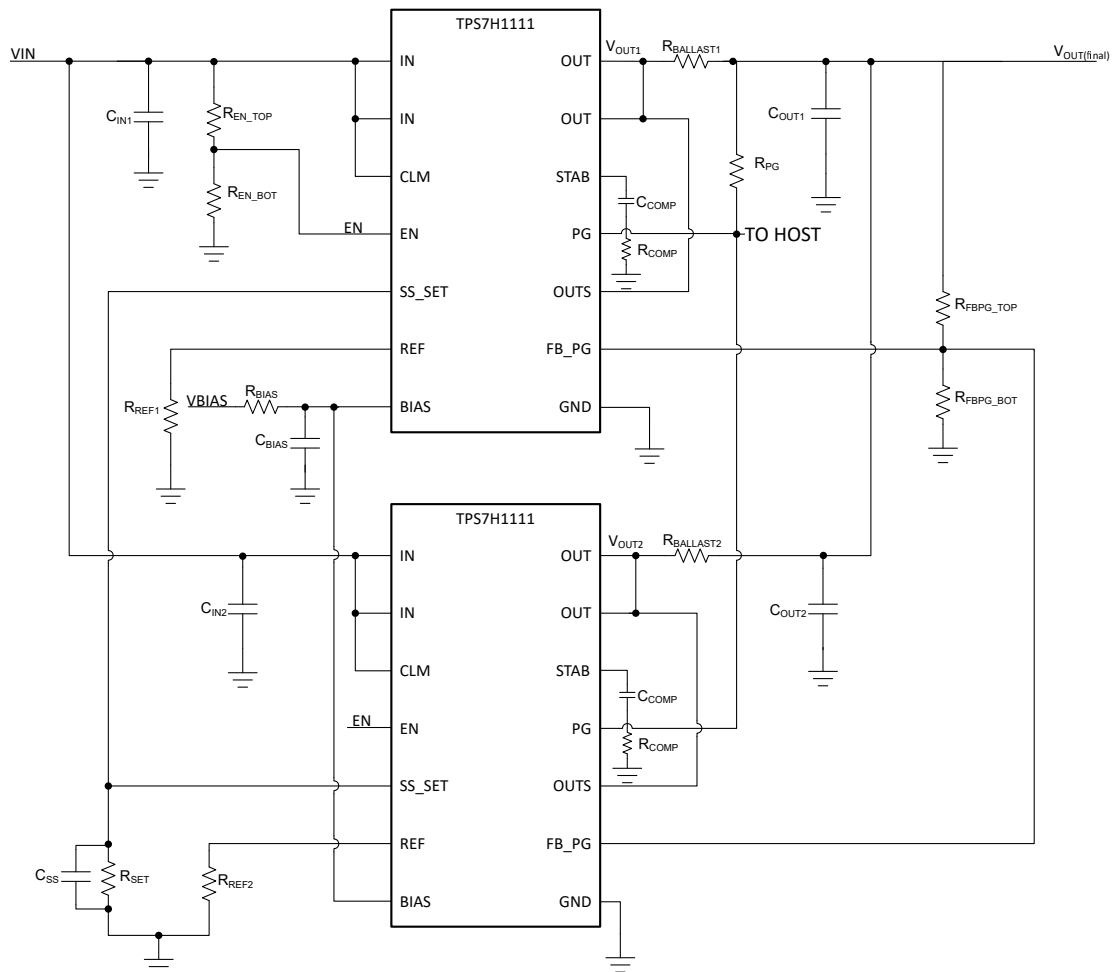 TPS7H1111
VIN
IN
OUT
V_OUT1
R_BALLAST1
V_OUT(final)
C_IN1
R_EN_TOP
IN
OUT
C_OUT1
R_PG
R_EN_BOT
CLM
STAB
C_COMP
EN
EN
PG
TO HOST
R_COMP
SS_SET
OUTS
R_FBPG_TOP
REF
FB_PG
R_REF1
VBIAS
R_BIAS
BIAS
GND
R_FBPG_BOT
C_BIAS
TPS7H1111
IN
OUT
V_OUT2
R_BALLAST2
C_IN2
IN
OUT
C_OUT2
CLM
STAB
C_COMP
EN
EN
PG
R_COMP
SS_SET
OUTS
REF
FB_PG
C_SS
R_SET
R_REF2
BIAS
GND